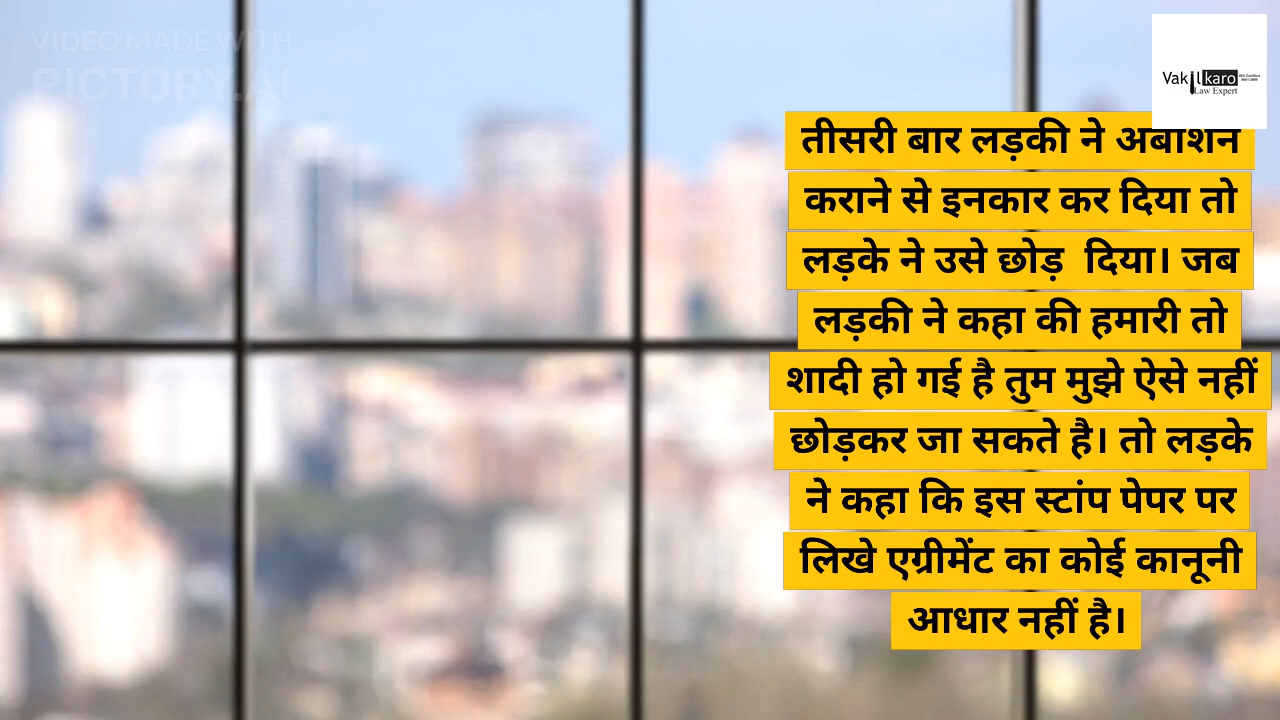 VIDEO MADE WITH
PICTORY.AI
Vakilkaro
Law Expert
तीसरी बार लड़की ने अबॉर्शन
कराने से इनकार कर दिया तो
लड़के ने उसे छोड़ दिया। जब
लड़की ने कहा की हमारी तो
शादी हो गई है तुम मुझे ऐसे नहीं
छोड़कर जा सकते है। तो लड़के
ने कहा कि इस स्टांप पेपर पर
लिखे एग्रीमेंट का कोई कानूनी
आधार नहीं है।